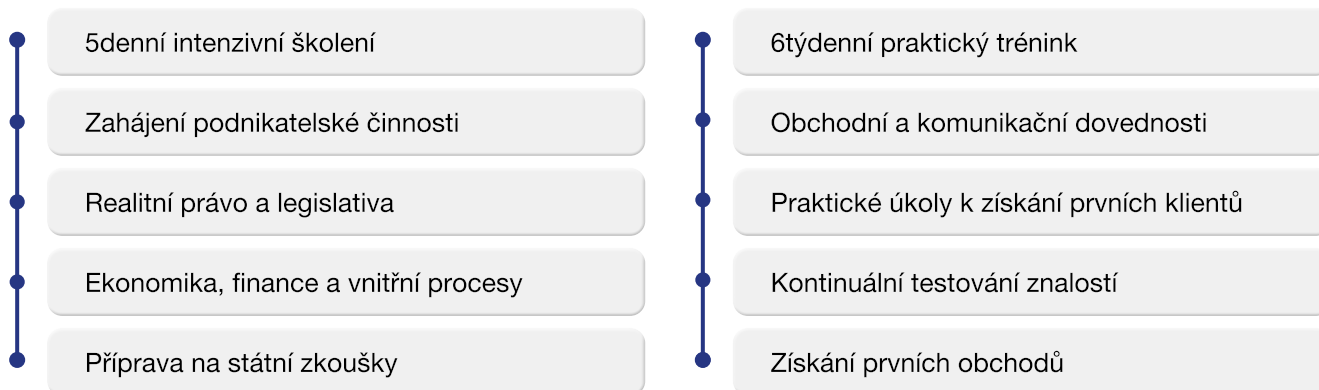 5denní intenzivní školení
Zahájení podnikatelské činnosti
Realitní právo a legislativa
Ekonomika, finance a vnitřní procesy
Příprava na státní zkoušky
6týdenní praktický trénink
Obchodní a komunikační dovednosti
Praktické úkoly k získání prvních klientů
Kontinuální testování znalostí
Získání prvních obchodů